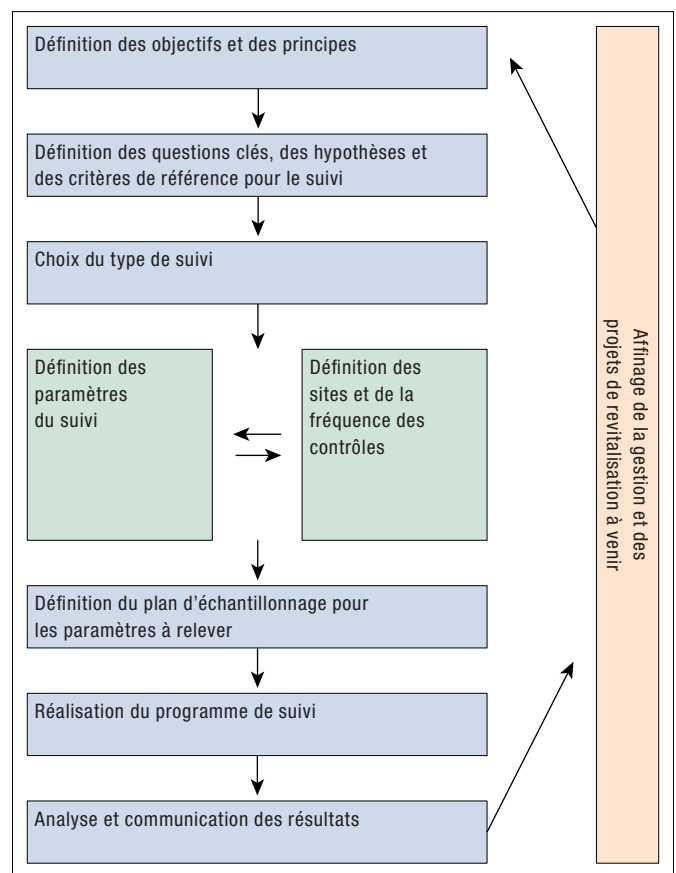 Définition des objectifs et des principes
Définition des questions clés, des hypothèses et
des critères de référence pour le suivi
Choix du type de suivi
Définition des
paramètres
du suivi
Définition des
sites et de la
fréquence des
contrôles
Définition du plan d’échantillonnage pour
les paramètres à relever
Réalisation du programme de suivi
Analyse et communication des résultats
Affinage de la gestion et des
projets de revitalisation à venir